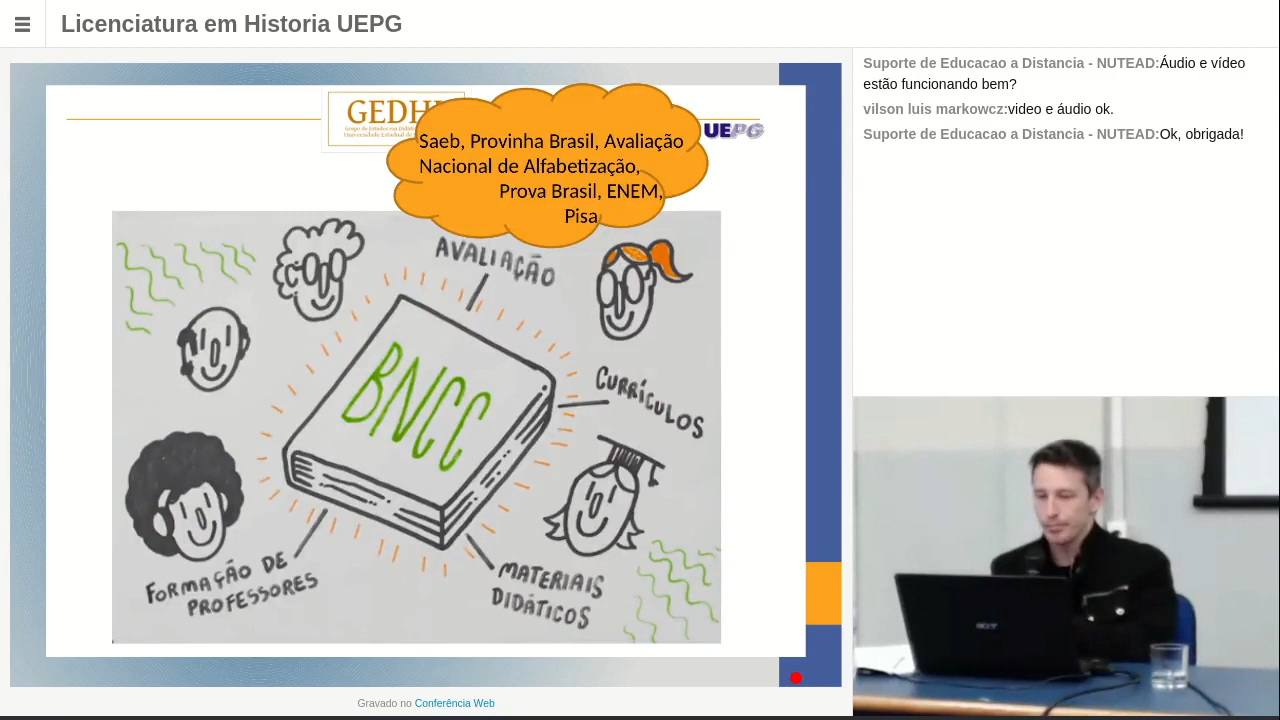 Licenciatura em Historia UEPG
Suporte de Educacao a Distancia - NUTEAD:Áudio e vídeo
estão funcionando bem?
vilson luis markowcz:video e áudio ok.
Suporte de Educacao a Distancia - NUTEAD:Ok, obrigada!
UEPG
Saeb, Provinha Brasil, Avaliação
Nacional de Alfabetização,
Prova Brasil, ENEM,
Pisa
AVALIAÇÃO
BNCC
CURRÍCULOS
FORMAÇÃO DE
PROFESSORES
MATERIAIS
DIDÁTICOS
acer
Gravado no Conferência Web